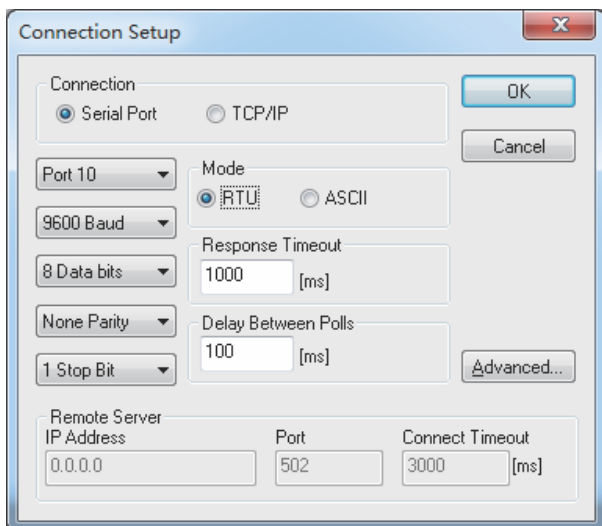 Connection Setup
Connection
Serial Port TCP/IP
OK
Cancel
Port 10
9600 Baud
8 Data bits
None Parity
1 Stop Bit
Mode
RTU ASCII
Response Timeout
1000 [ms]
Delay Between Polls
100 [ms]
Advanced...
Remote Server
IP Address Port Connect Timeout
0.0.0.0 502 3000 [ms]